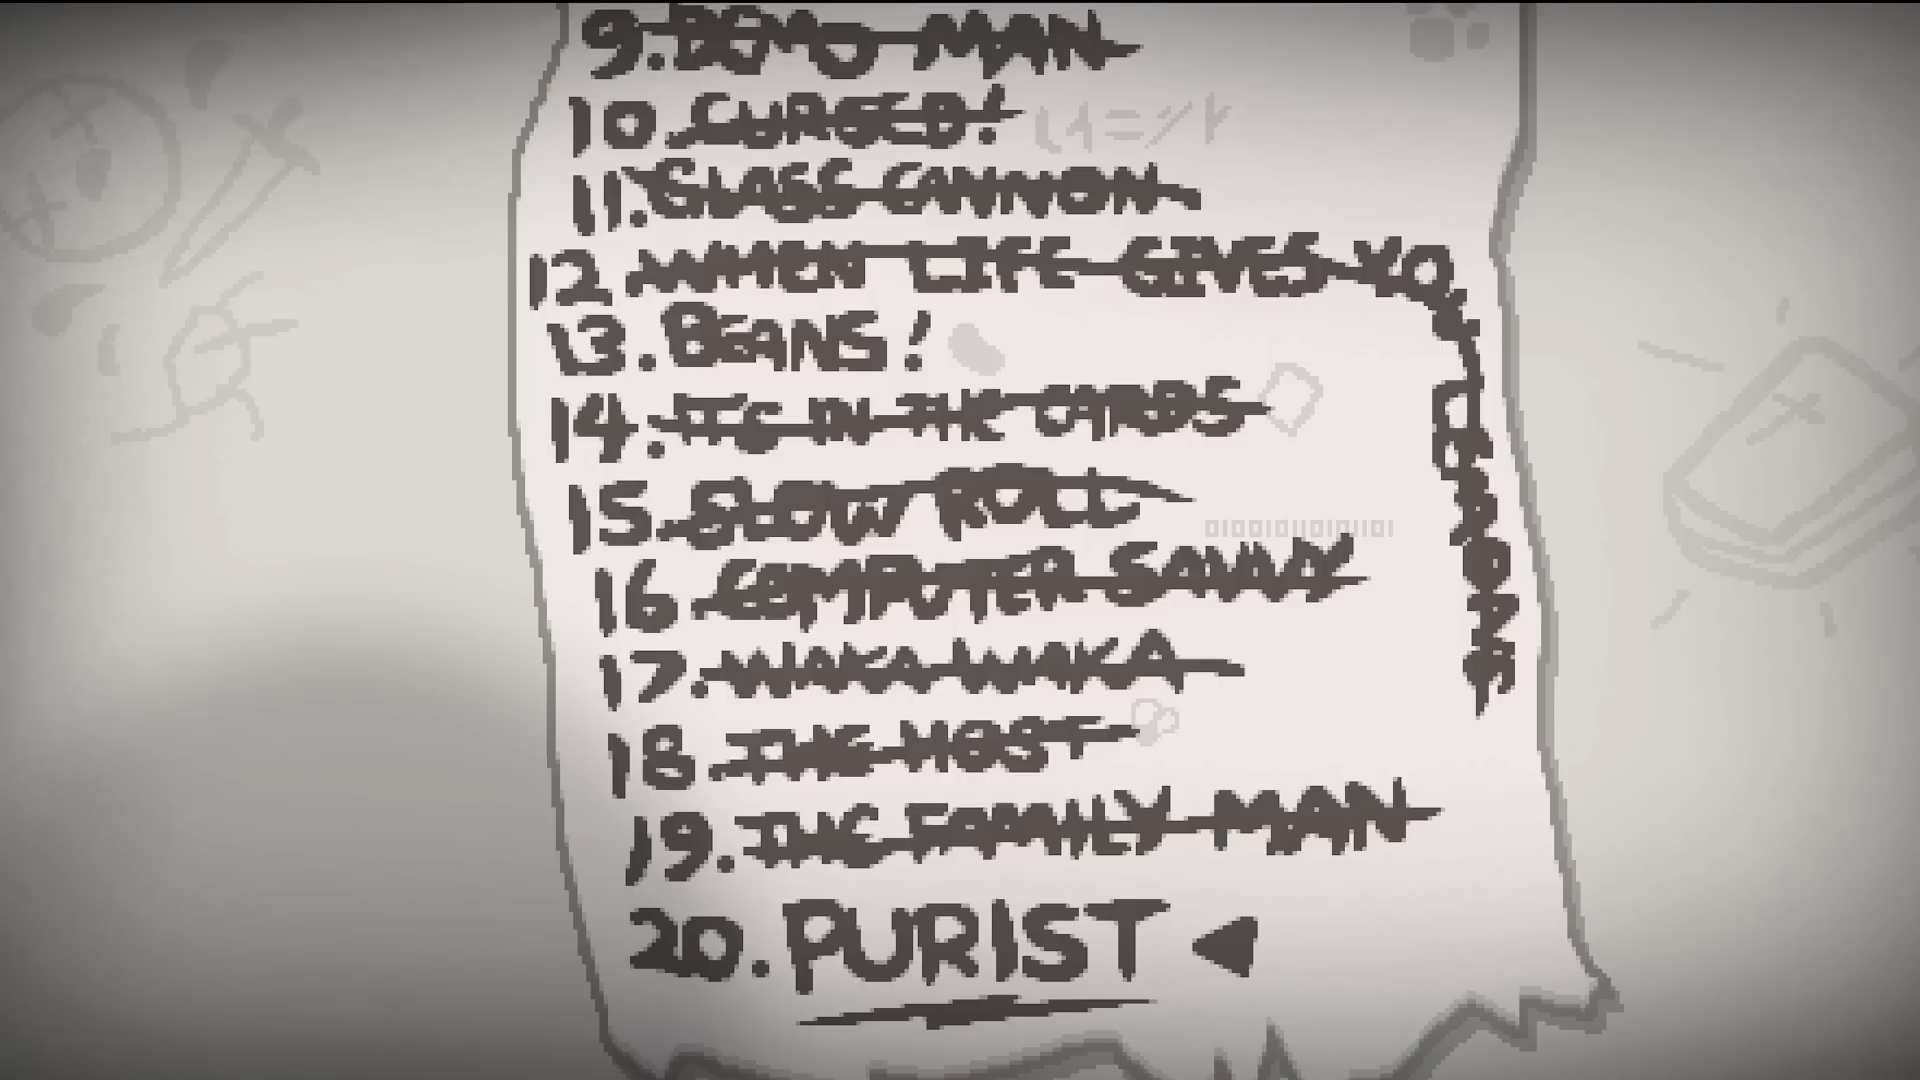 9. DEMO MAN
10. CURSED!
11. GLASS CANNON
12 WHEN LIFE GIVES YOU LEMONS
13. BEANS!
14. ITS IN THE CARDS
15. SLOW ROLL
0100101101011101
16 COMPUTER SAVVY
17. WAKA WAKA
18. THE HOST
19. THE FAMILY MAN
20. PURIST